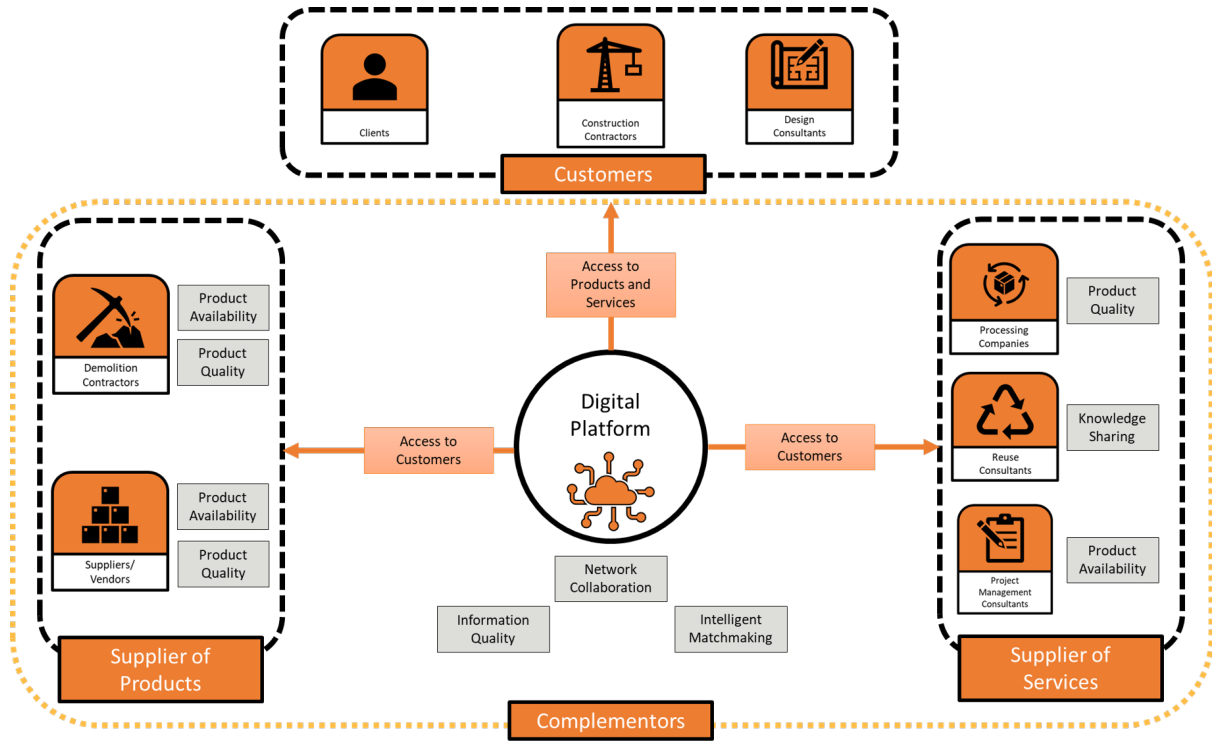 Clients
Construction
Contractors
Design
Consultants
Customers
Access to
Products and
Services
Demolition
Contractors
Product
Availability
Product
Quality
Suppliers/
Vendors
Product
Availability
Product
Quality
Supplier of
Products
Access to
Customers
Digital
Platform
Access to
Customers
Network
Collaboration
Information
Quality
Intelligent
Matchmaking
Processing
Companies
Product
Quality
Reuse
Consultants
Knowledge
Sharing
Project
Management
Consultants
Product
Availability
Supplier of
Services
Complementors